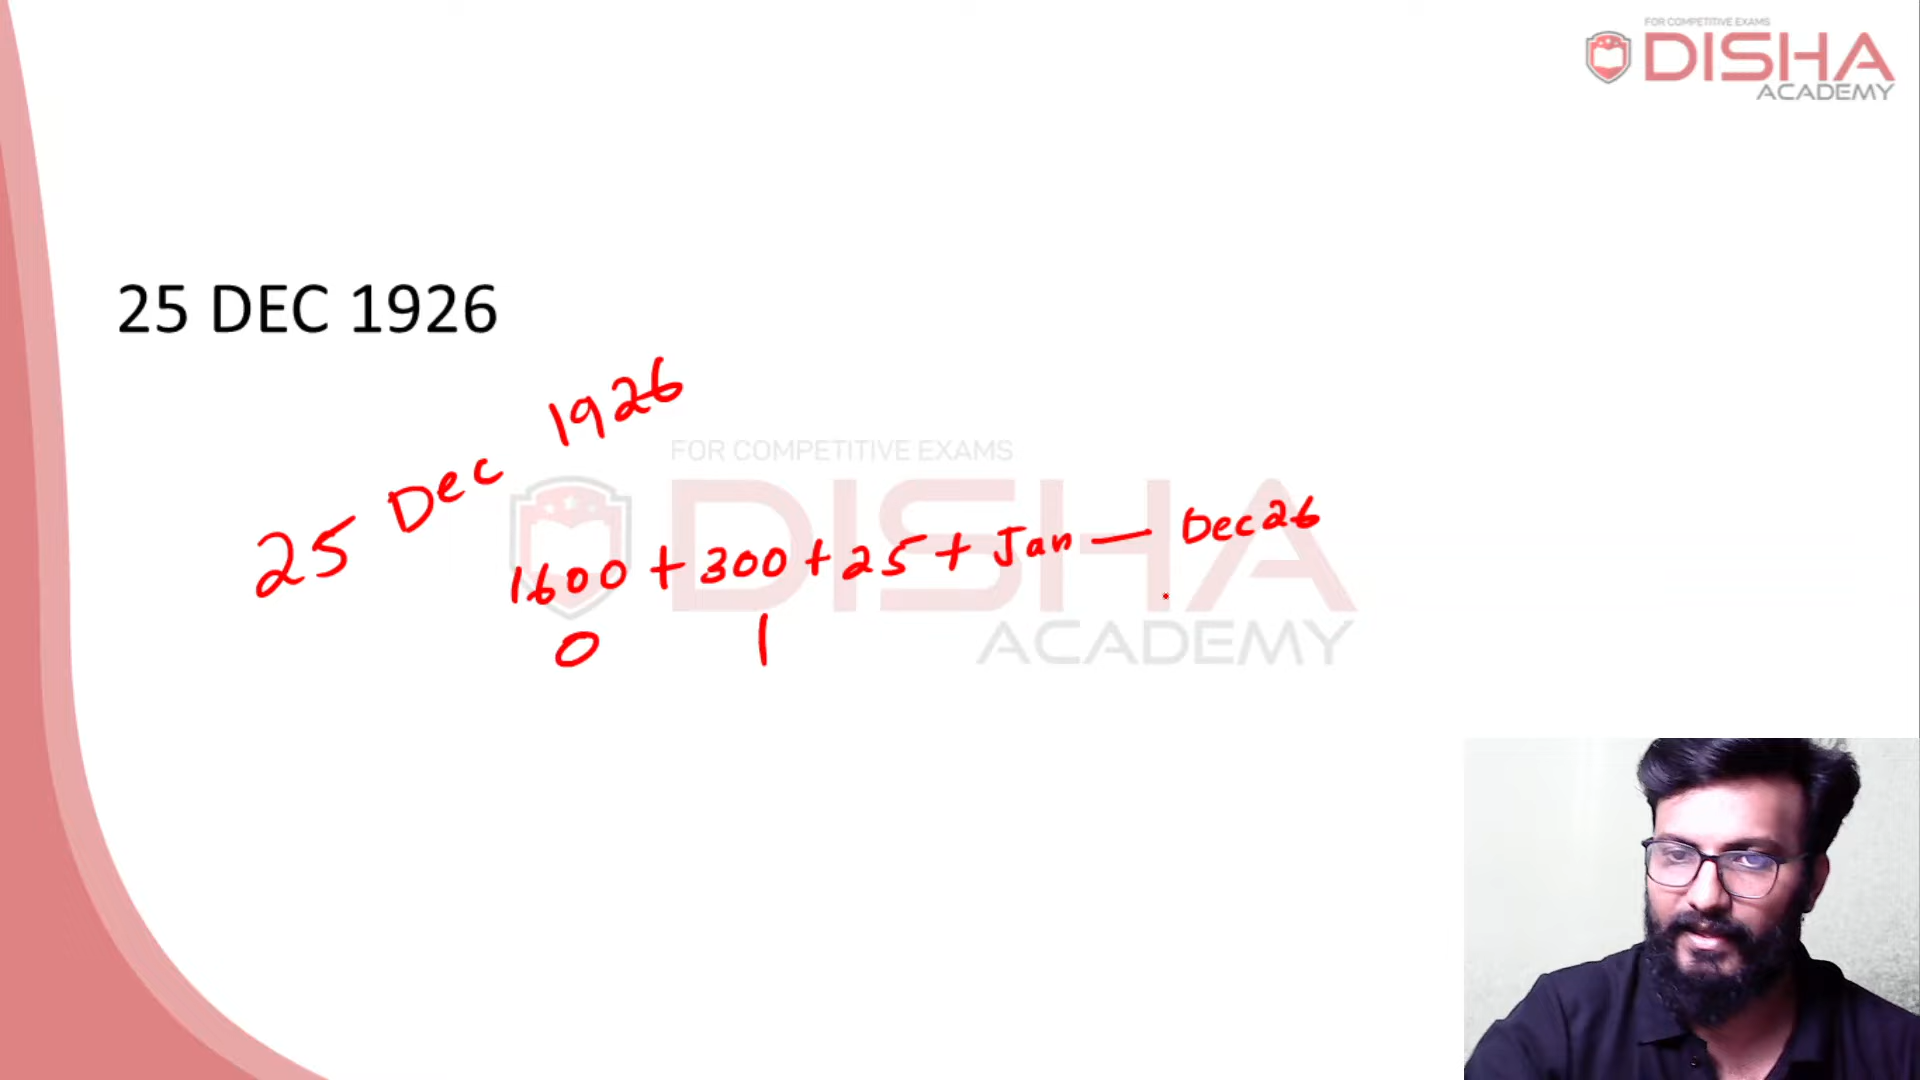 FOR COMPETITIVE EXAMS
DISHA
ACADEMY
25 DEC 1926
25 Dec 1926
FOR COMPETITIVE EXAMS
DISHA
ACADEMY
1600 + 300 + 25 + Jan — Dec 26
0 1